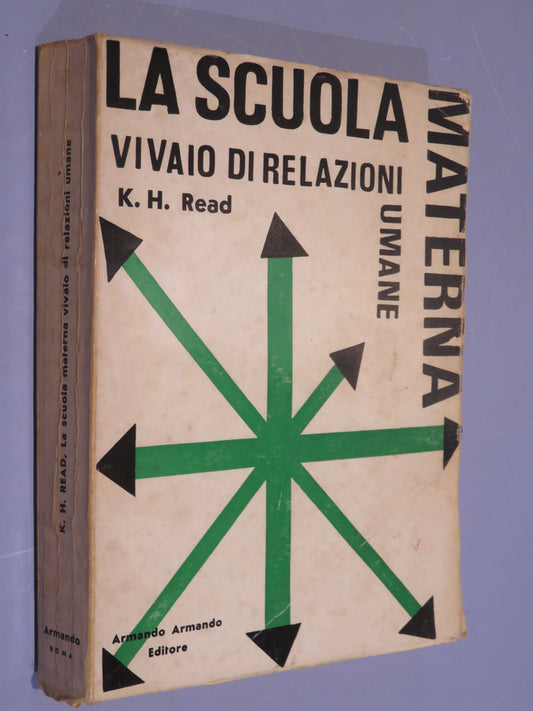 LA SCUOLA
MATERNA
VIVAIO DI RELAZIONI
UMANE
K. H. Read
Armando Armando
Editore
K. H. READ, La scuola materna vivaio di relazioni umane
Armando
ROMA